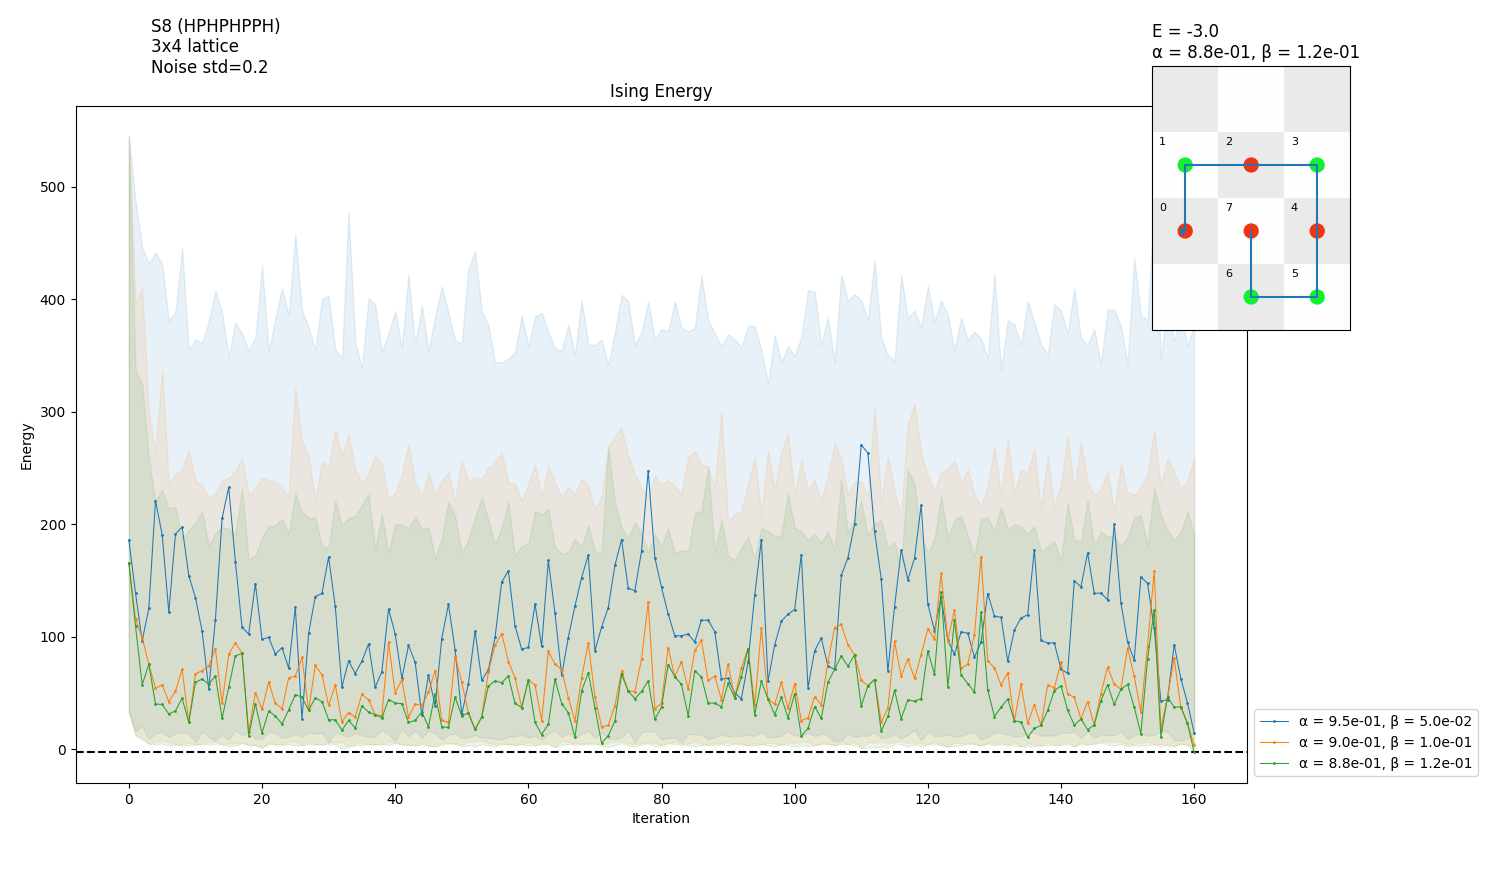 S8 (HPHPHPPH)
3x4 lattice
Noise std=0.2
E = -3.0
α = 8.8e-01, β = 1.2e-01
Ising Energy
1 2 3
0 7 4
6 5
Energy
500
400
300
200
100
0
0 20 40 60 80 100 120 140 160
Iteration
α = 9.5e-01, β = 5.0e-02
α = 9.0e-01, β = 1.0e-01
α = 8.8e-01, β = 1.2e-01